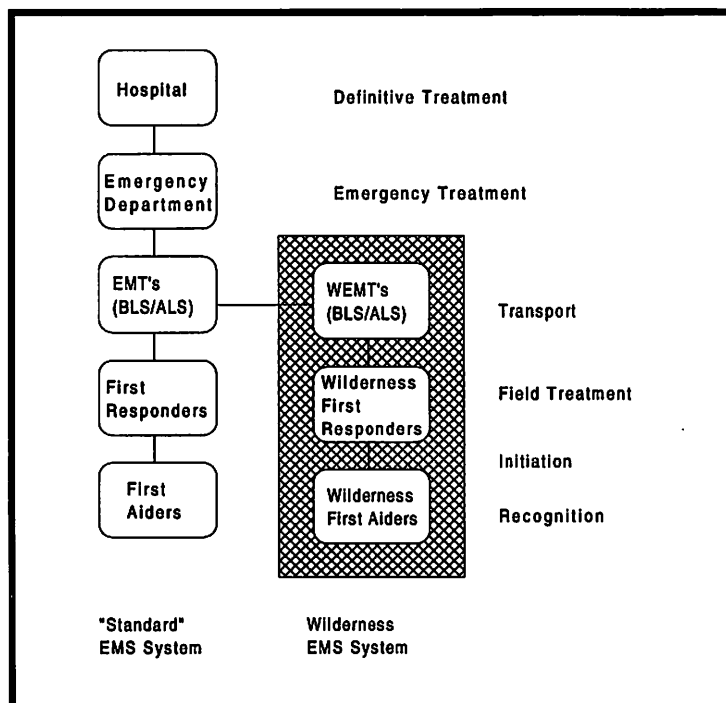 Hospital
Definitive Treatment
Emergency
Department
Emergency Treatment
EMT's
(BLS/ALS)
WEMT's
(BLS/ALS)
Transport
First
Responders
Wilderness
First
Responders
Field Treatment
Initiation
First
Aiders
Wilderness
First Aiders
Recognition
"Standard"
EMS System
Wilderness
EMS System